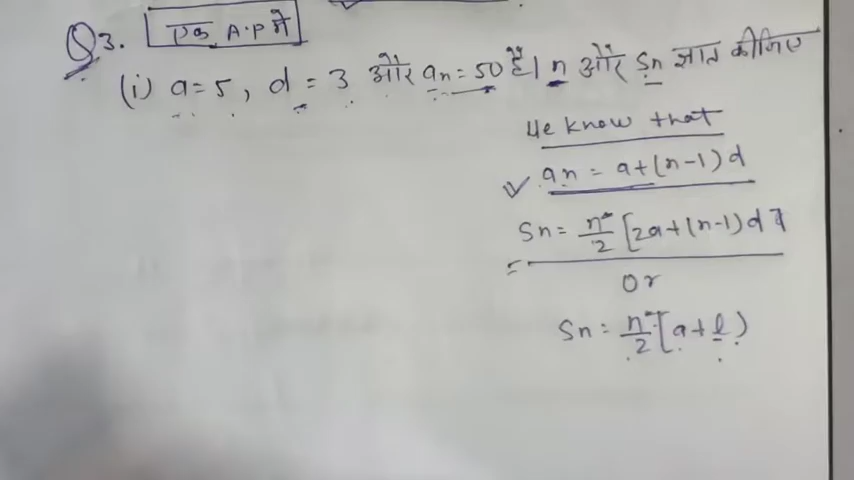 Q3. एक A.P में
(i) a = 5, d = 3 और an = 50 है। n और Sn ज्ञात कीजिए
We know that
an = a+(n-1)d
Sn = n/2 [2a+(n-1)d]
=
Or
Sn = n/2 [a+l)